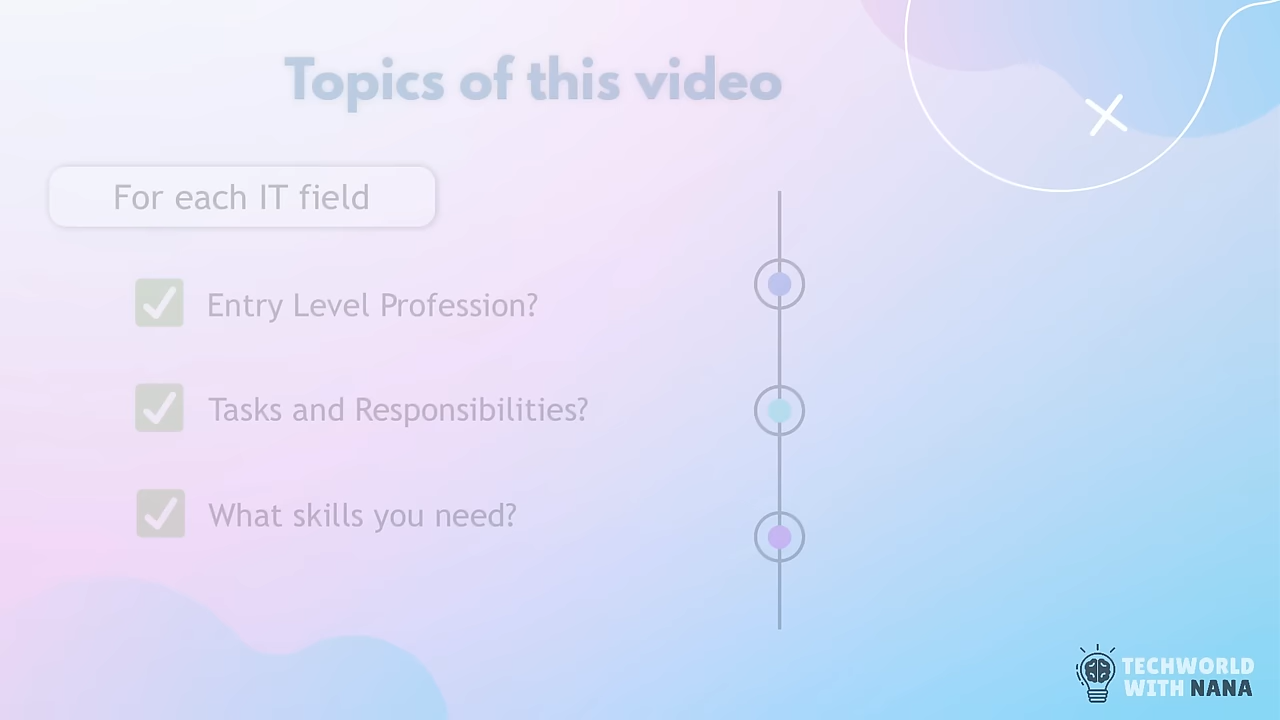 Topics of this video
For each IT field
Entry Level Profession?
Tasks and Responsibilities?
What skills you need?
TECHWORLD
WITH NANA